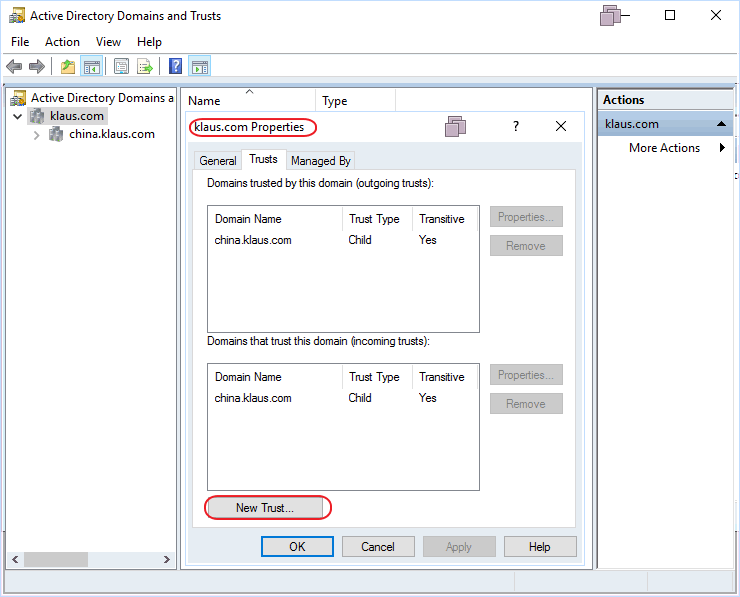 Active Directory Domains and Trusts
File Action View Help
?
Active Directory Domains a
klaus.com
china.klaus.com
Name Type
klaus.com Properties
?
General Trusts Managed By
Domains trusted by this domain (outgoing trusts):
Domain Name Trust Type Transitive
china.klaus.com Child Yes
Properties...
Remove
Domains that trust this domain (incoming trusts):
Domain Name Trust Type Transitive
china.klaus.com Child Yes
Properties...
Remove
New Trust...
OK Cancel Apply Help
Actions
klaus.com
More Actions